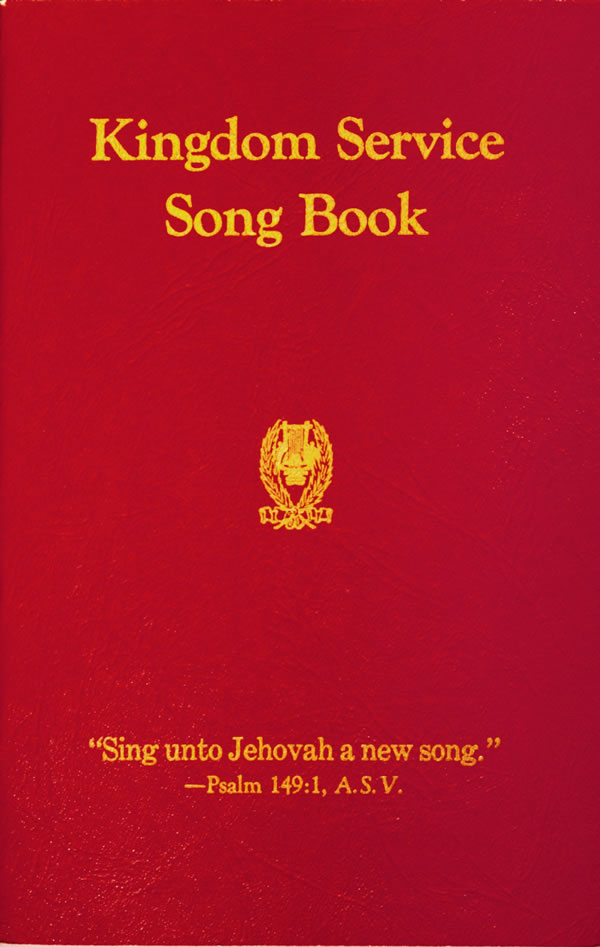 Kingdom Service
Song Book
“Sing unto Jehovah a new song.”
—Psalm 149:1, A.S.V.